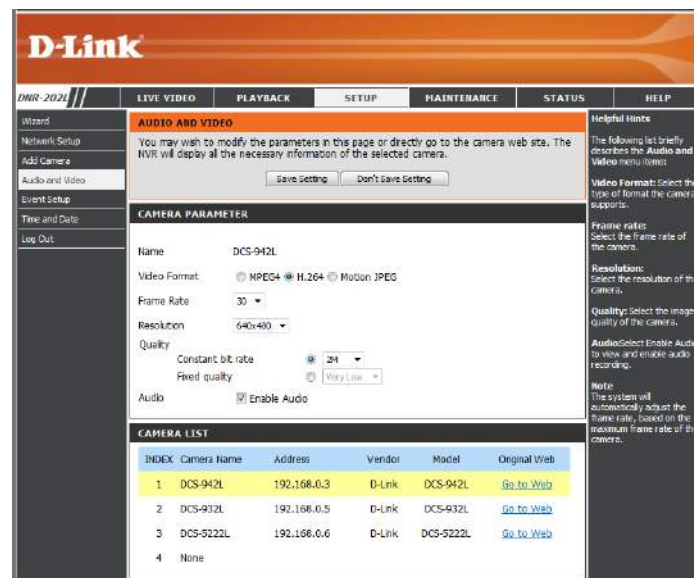 D-Link
DNR-202L
LIVE VIDEO PLAYBACK SETUP MAINTENANCE STATUS HELP
Wizard
Network Setup
Add Camera
Audio and Video
Event Setup
Time and Date
Log Out
AUDIO AND VIDEO
You may wish to modify the parameters in this page or directly go to the camera web site. The
NVR will display all the necessary information of the selected camera.
Save Setting Don't Save Setting
CAMERA PARAMETER
Name DCS-942L
Video Format MPEG4 H.264 Motion JPEG
Frame Rate 30
Resolution 640x480
Quality
Constant bit rate 2M
Fixed quality Very Low
Audio Enable Audio
CAMERA LIST
INDEX Camera Name Address Vendor Model Original Web
1 DCS-942L 192.168.0.3 D-Link DCS-942L Go to Web
2 DCS-932L 192.168.0.5 D-Link DCS-932L Go to Web
3 DCS-5222L 192.168.0.6 D-Link DCS-5222L Go to Web
4 None
Helpful Hints
The following list briefly
describes the Audio and
Video menu items:
Video Format: Select the
type of format the camera
supports.
Frame rate:
Select the frame rate of
the camera.
Resolution:
Select the resolution of th
camera.
Quality: Select the image
quality of the camera.
AudioSelect Enable Audi
to view and enable audio
recording.
Note
The system will
automatically adjust the
frame rate, based on the
maximum frame rate of th
camera.